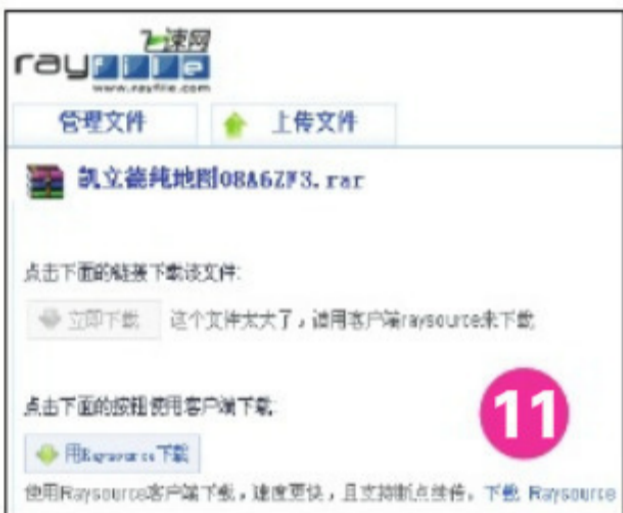 飞速网
rayfile
www.rayfile.com
管理文件 上传文件
凯立德纯地图08A6ZF3.rar
点击下面的链接下载该文件:
立即下载 这个文件太大了，请用客户端raysource来下载
点击下面的按钮使用客户端下载:
11
用Raysource下载
使用Raysource客户端下载，速度更快，且支持断点续传。下载 Raysource